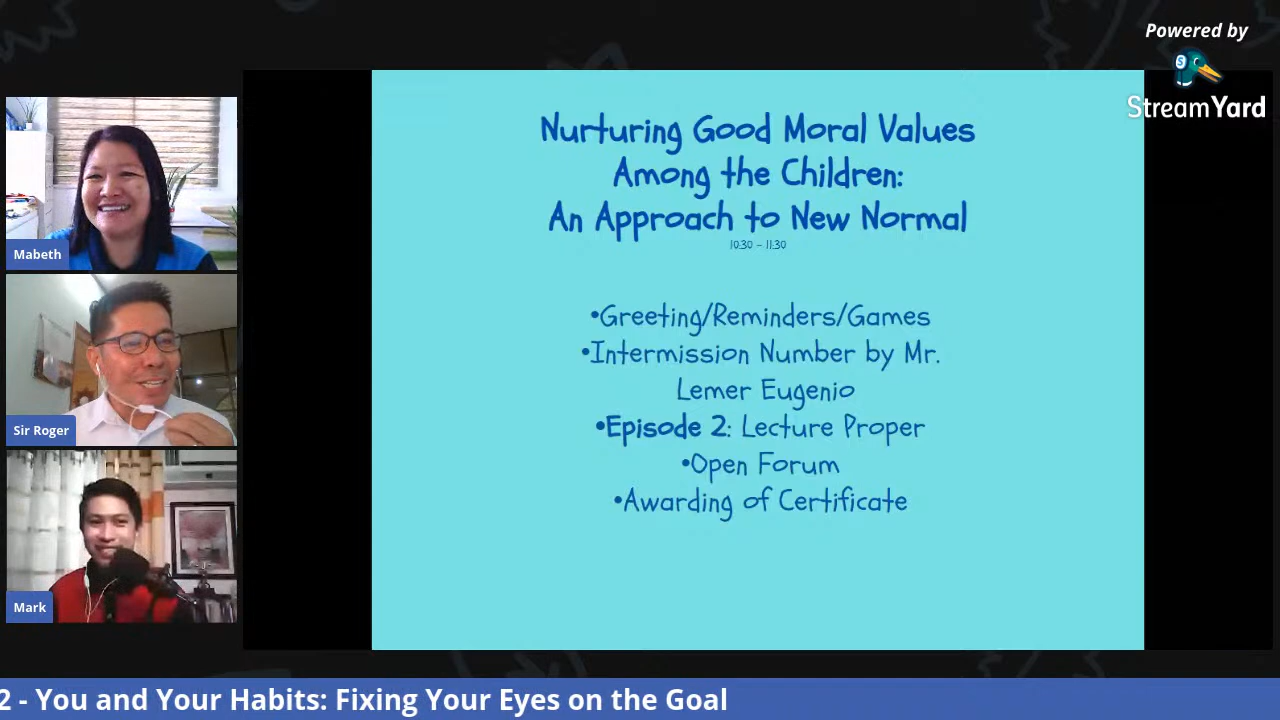 Powered by
StreamYard
Nurturing Good Moral Values
Among the Children:
An Approach to New Normal
10:30 – 11:30
•Greeting/Reminders/Games
•Intermission Number by Mr.
Lemer Eugenio
•Episode 2: Lecture Proper
•Open Forum
•Awarding of Certificate
Mabeth
Sir Roger
Mark
2 - You and Your Habits: Fixing Your Eyes on the Goal